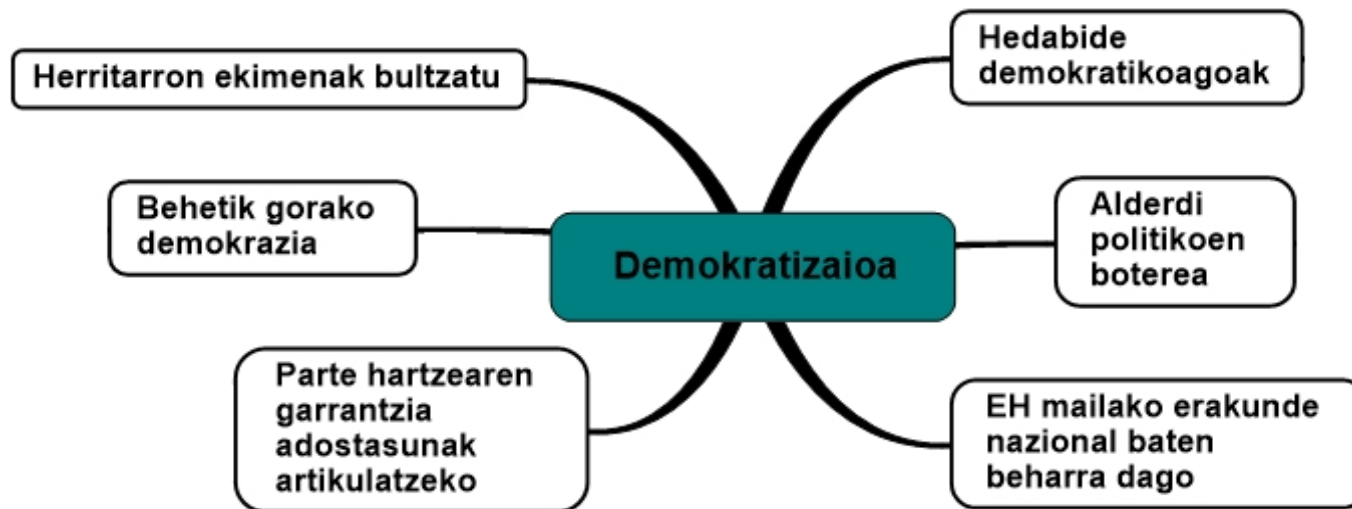 Herritarron ekimenak bultzatu
Behetik gorako
demokrazia
Parte hartzearen
garrantzia
adostasunak
artikulatzeko
Demokratizaioa
Hedabide
demokratikoagoak
Alderdi
politikoen
boterea
EH mailako erakunde
nazional baten
beharra dago